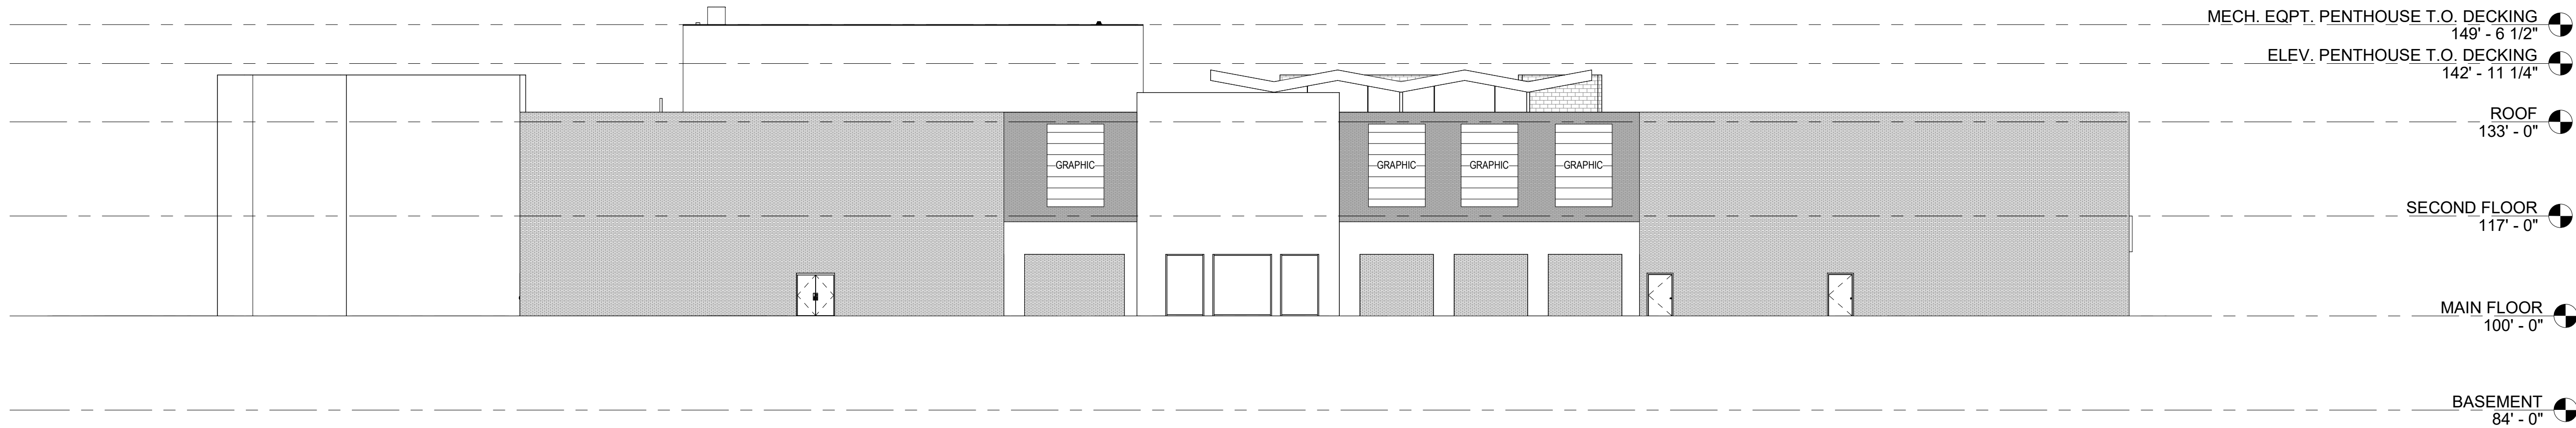 MECH. EQPT. PENTHOUSE T.O. DECKING
149' - 6 1/2"
ELEV. PENTHOUSE T.O. DECKING
142' - 11 1/4"
ROOF
133' - 0"
GRAPHIC
GRAPHIC
GRAPHIC
GRAPHIC
SECOND FLOOR
117' - 0"
MAIN FLOOR
100' - 0"
BASEMENT
84' - 0"